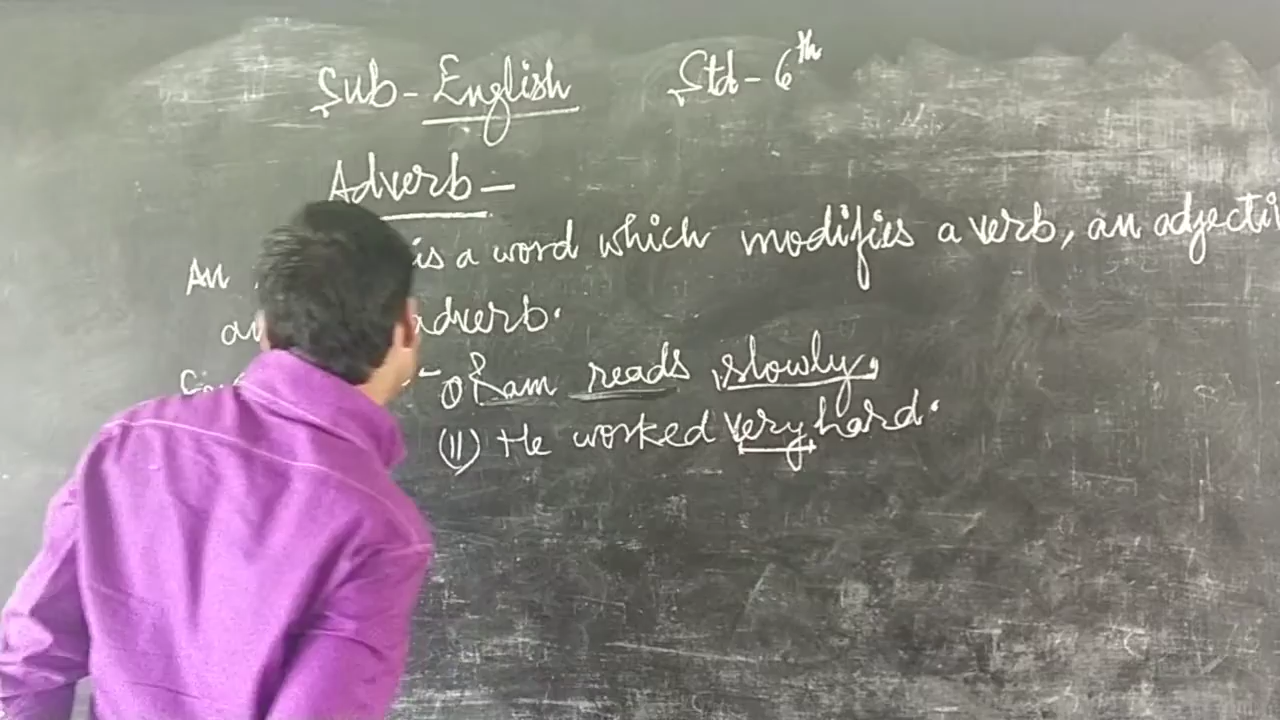 Sub- English Std- 6th
Adverb-
An is a word which modifies a verb, an adjecti
adverb.
- (I) Ram reads slowly.
(II) He worked very hard.